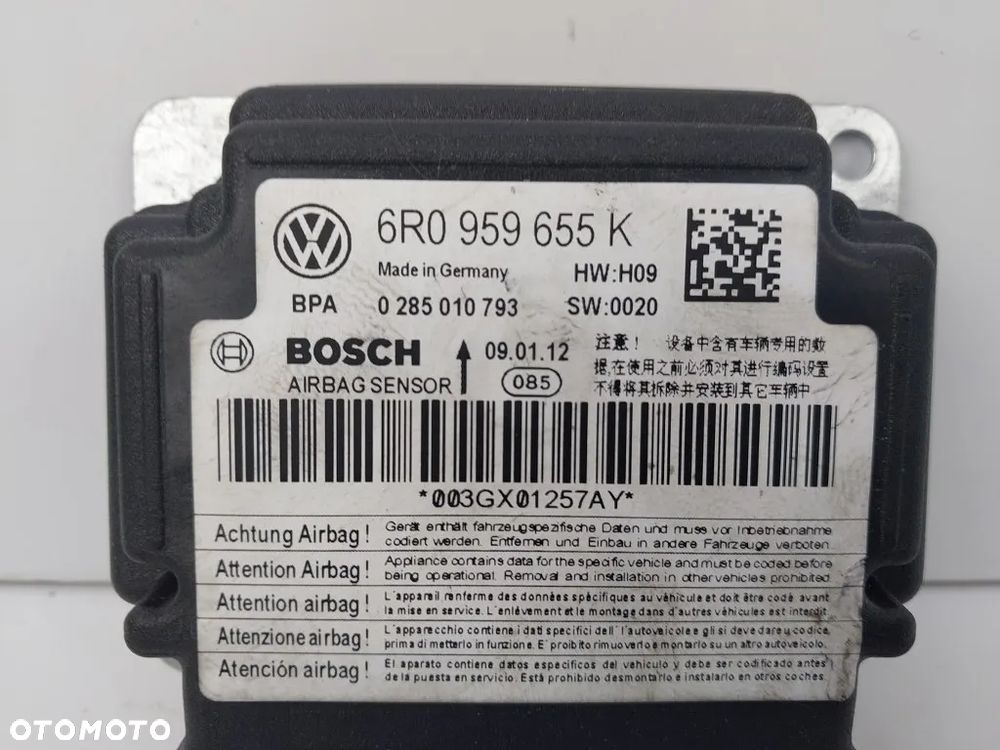 6R0 959 655 K
Made in Germany HW:H09
BPA 0 285 010 793 SW:0020
BOSCH 09.01.12
AIRBAG SENSOR 085
注意! 设备中含有车辆专用的数
据,在使用之前必须对其进行编码设置
不得将其拆除并安装到其它车辆中
*003GX01257AY*
Achtung Airbag! Gerät enthält fahrzeugspezifische Daten und muss vor Inbetriebnahme
codiert werden. Entfernen und Einbau in andere Fahrzeuge verboten.
Attention Airbag! Appliance contains data for the specific vehicle and must be coded before
being operational. Removal and installation in other vehicles prohibited.
Attention airbag! L'appareil renferme des données spécifiques au véhicule et doit être codé avant
la mise en service. L'enlèvement et le montage dans d'autres véhicules est interdit.
Attenzione airbag! L'apparecchio contiene i dati specifici dell'l'autoveicolo e gli si deve dare u codice,
prima di metterlo in funzione. E' proibito rimuoverlo e montarlo su un altro autoveicolo.
Atención airbag! El aparato contiene datos específicos del vehículo y debe ser codificado antes
de la puesta en servicio. Está prohibido desmontarlo e instalarlo en otros coches.
OTOMOTO